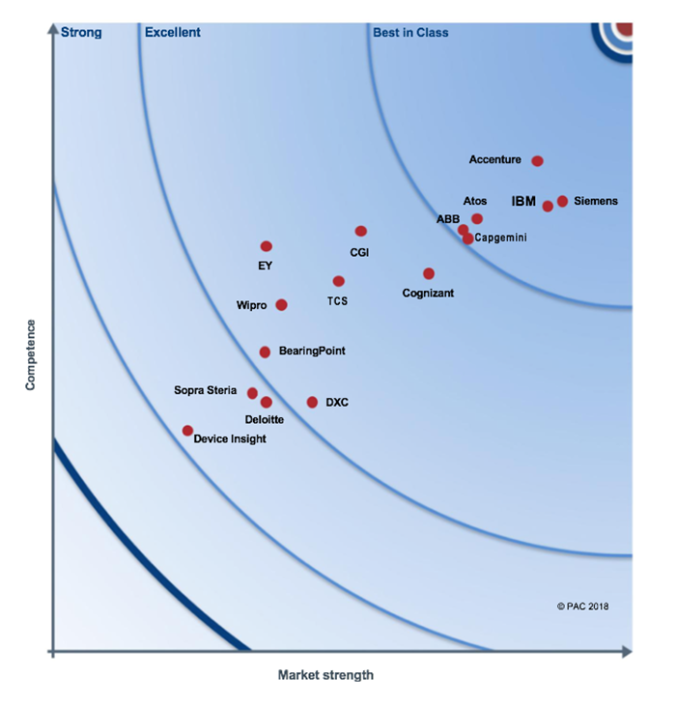 Strong
Excellent
Best in Class
Accenture
Atos
IBM
Siemens
ABB
Capgemini
CGI
EY
Cognizant
TCS
Wipro
BearingPoint
Sopra Steria
DXC
Deloitte
Device Insight
Competence
© PAC 2018
Market strength